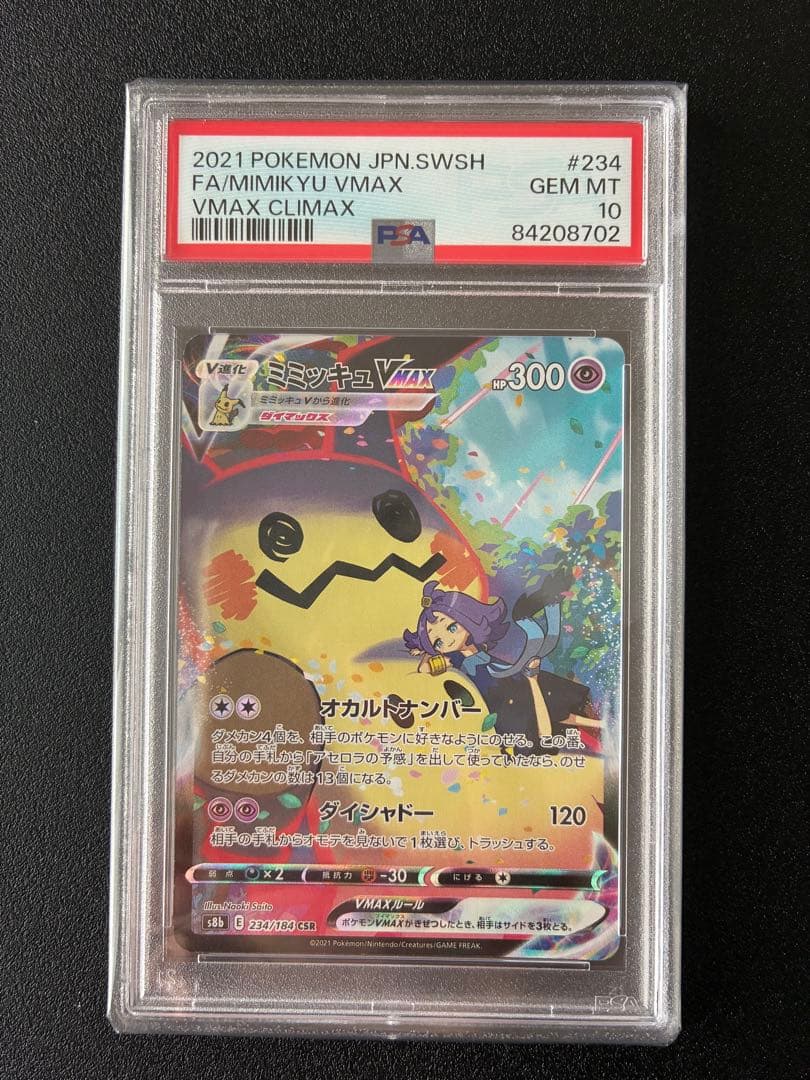 2021 POKEMON JPN.SWSH #234
FA/MIMIKYU VMAX GEM MT
VMAX CLIMAX 10
PSA 84208702
V進化 ミミッキュVMAX HP300
ミミッキュVから進化
ダイマックス
オカルトナンバー
ダメカン4個を、相手のポケモンに好きなようにのせる。この番、
自分の手札から「アセロラの予感」を出して使っていたなら、のせ
るダメカンの数は13個になる。
ダイシャドー 120
相手の手札からオモテを見ないで1枚選び、トラッシュする。
弱点 ×2 抵抗力 -30 にげる
Illus. Naoki Saito
VMAXルール
s8b E 234/184 CSR
ポケモンVMAXがきぜつしたとき、相手はサイドを3枚とる。
©2021 Pokémon/Nintendo/Creatures/GAME FREAK.
PSA